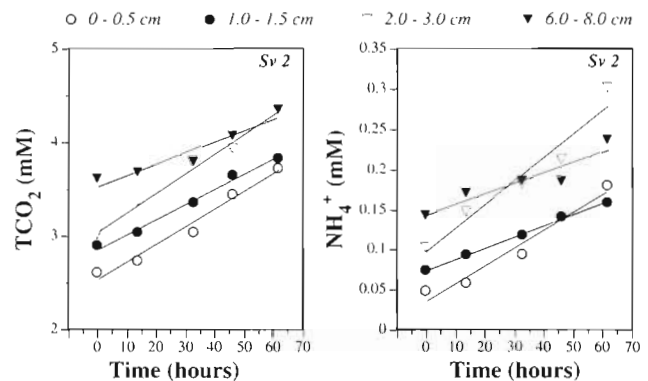 0 - 0.5 cm 1.0 - 1.5 cm 2.0 - 3.0 cm 6.0 - 8.0 cm
Sv 2
TCO2 (mM)
5
4
3
2
0 10 20 30 40 50 60 70
Time (hours)
Sv 2
NH4+ (mM)
0.35
0.3
0.25
0.2
0.15
0.1
0.05
0
0 10 20 30 40 50 60 70
Time (hours)